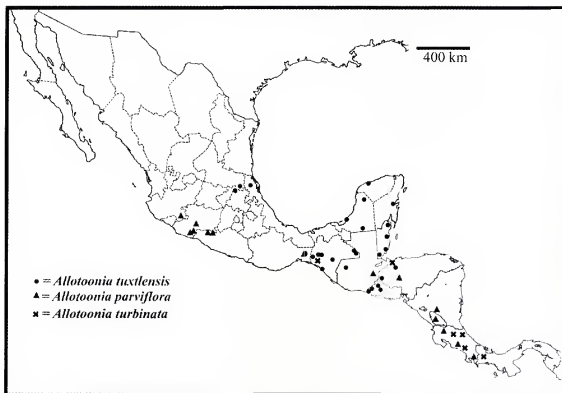 400 km
• = Allotoonia tuxtlensis
▲ = Allotoonia parviflora
✖ = Allotoonia turbinata